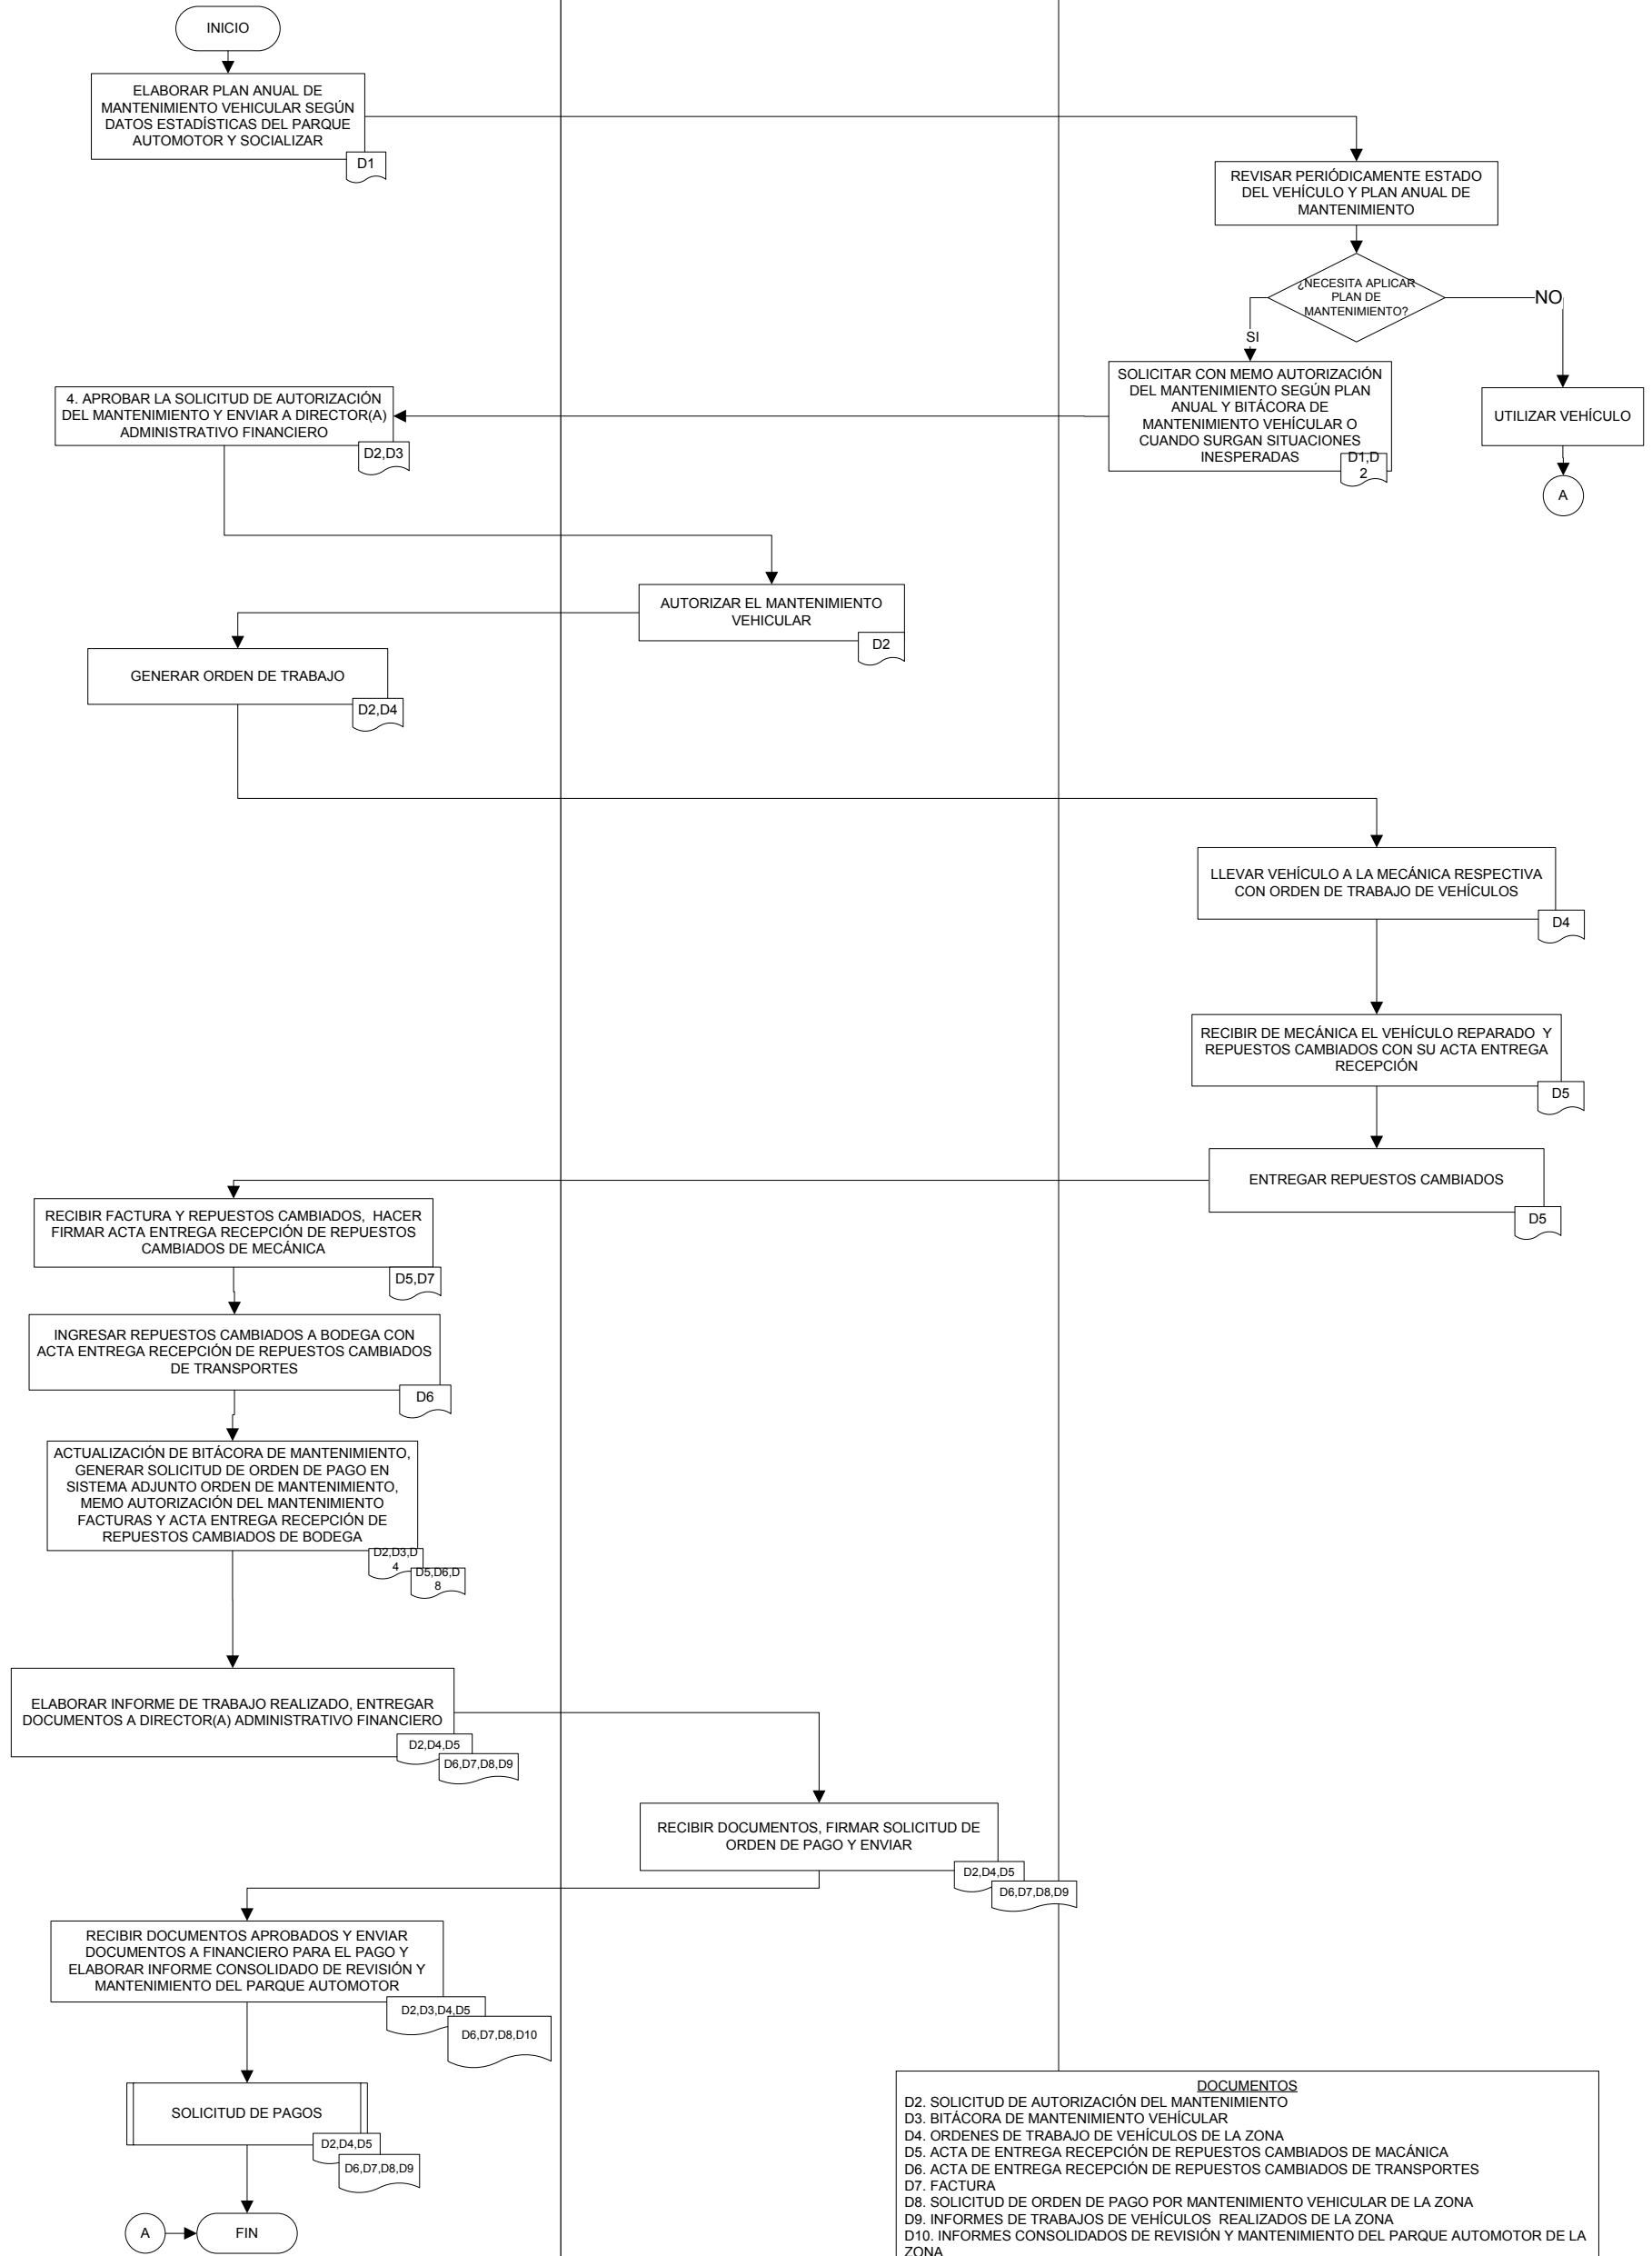 INICIO
ELABORAR PLAN ANUAL DE
MANTENIMIENTO VEHICULAR SEGÚN
DATOS ESTADÍSTICAS DEL PARQUE
AUTOMOTOR Y SOCIALIZAR
D1
REVISAR PERIÓDICAMENTE ESTADO
DEL VEHÍCULO Y PLAN ANUAL DE
MANTENIMIENTO
¿NECESITA APLICAR
PLAN DE
MANTENIMIENTO?
NO
SI
SOLICITAR CON MEMO AUTORIZACIÓN
DEL MANTENIMIENTO SEGÚN PLAN
ANUAL Y BITÁCORA DE
MANTENIMIENTO VEHÍCULAR O
CUANDO SURGAN SITUACIONES
INESPERADAS
D1,D
2
UTILIZAR VEHÍCULO
A
4. APROBAR LA SOLICITUD DE AUTORIZACIÓN
DEL MANTENIMIENTO Y ENVIAR A DIRECTOR(A)
ADMINISTRATIVO FINANCIERO
D2,D3
AUTORIZAR EL MANTENIMIENTO
VEHICULAR
D2
GENERAR ORDEN DE TRABAJO
D2,D4
LLEVAR VEHÍCULO A LA MECÁNICA RESPECTIVA
CON ORDEN DE TRABAJO DE VEHÍCULOS
D4
RECIBIR DE MECÁNICA EL VEHÍCULO REPARADO Y
REPUESTOS CAMBIADOS CON SU ACTA ENTREGA
RECEPCIÓN
D5
ENTREGAR REPUESTOS CAMBIADOS
D5
RECIBIR FACTURA Y REPUESTOS CAMBIADOS, HACER
FIRMAR ACTA ENTREGA RECEPCIÓN DE REPUESTOS
CAMBIADOS DE MECÁNICA
D5,D7
INGRESAR REPUESTOS CAMBIADOS A BODEGA CON
ACTA ENTREGA RECEPCIÓN DE REPUESTOS CAMBIADOS
DE TRANSPORTES
D6
ACTUALIZACIÓN DE BITÁCORA DE MANTENIMIENTO,
GENERAR SOLICITUD DE ORDEN DE PAGO EN
SISTEMA ADJUNTO ORDEN DE MANTENIMIENTO,
MEMO AUTORIZACIÓN DEL MANTENIMIENTO
FACTURAS Y ACTA ENTREGA RECEPCIÓN DE
REPUESTOS CAMBIADOS DE BODEGA
D2,D3,D
4
D5,D6,D
8
ELABORAR INFORME DE TRABAJO REALIZADO, ENTREGAR
DOCUMENTOS A DIRECTOR(A) ADMINISTRATIVO FINANCIERO
D2,D4,D5
D6,D7,D8,D9
RECIBIR DOCUMENTOS, FIRMAR SOLICITUD DE
ORDEN DE PAGO Y ENVIAR
D2,D4,D5
D6,D7,D8,D9
RECIBIR DOCUMENTOS APROBADOS Y ENVIAR
DOCUMENTOS A FINANCIERO PARA EL PAGO Y
ELABORAR INFORME CONSOLIDADO DE REVISIÓN Y
MANTENIMIENTO DEL PARQUE AUTOMOTOR
D2,D3,D4,D5
D6,D7,D8,D10
SOLICITUD DE PAGOS
D2,D4,D5
D6,D7,D8,D9
A
FIN
DOCUMENTOS
D2. SOLICITUD DE AUTORIZACIÓN DEL MANTENIMIENTO
D3. BITÁCORA DE MANTENIMIENTO VEHÍCULAR
D4. ORDENES DE TRABAJO DE VEHÍCULOS DE LA ZONA
D5. ACTA DE ENTREGA RECEPCIÓN DE REPUESTOS CAMBIADOS DE MACÁNICA
D6. ACTA DE ENTREGA RECEPCIÓN DE REPUESTOS CAMBIADOS DE TRANSPORTES
D7. FACTURA
D8. SOLICITUD DE ORDEN DE PAGO POR MANTENIMIENTO VEHICULAR DE LA ZONA
D9. INFORMES DE TRABAJOS DE VEHÍCULOS REALIZADOS DE LA ZONA
D10. INFORMES CONSOLIDADOS DE REVISIÓN Y MANTENIMIENTO DEL PARQUE AUTOMOTOR DE LA
ZONA